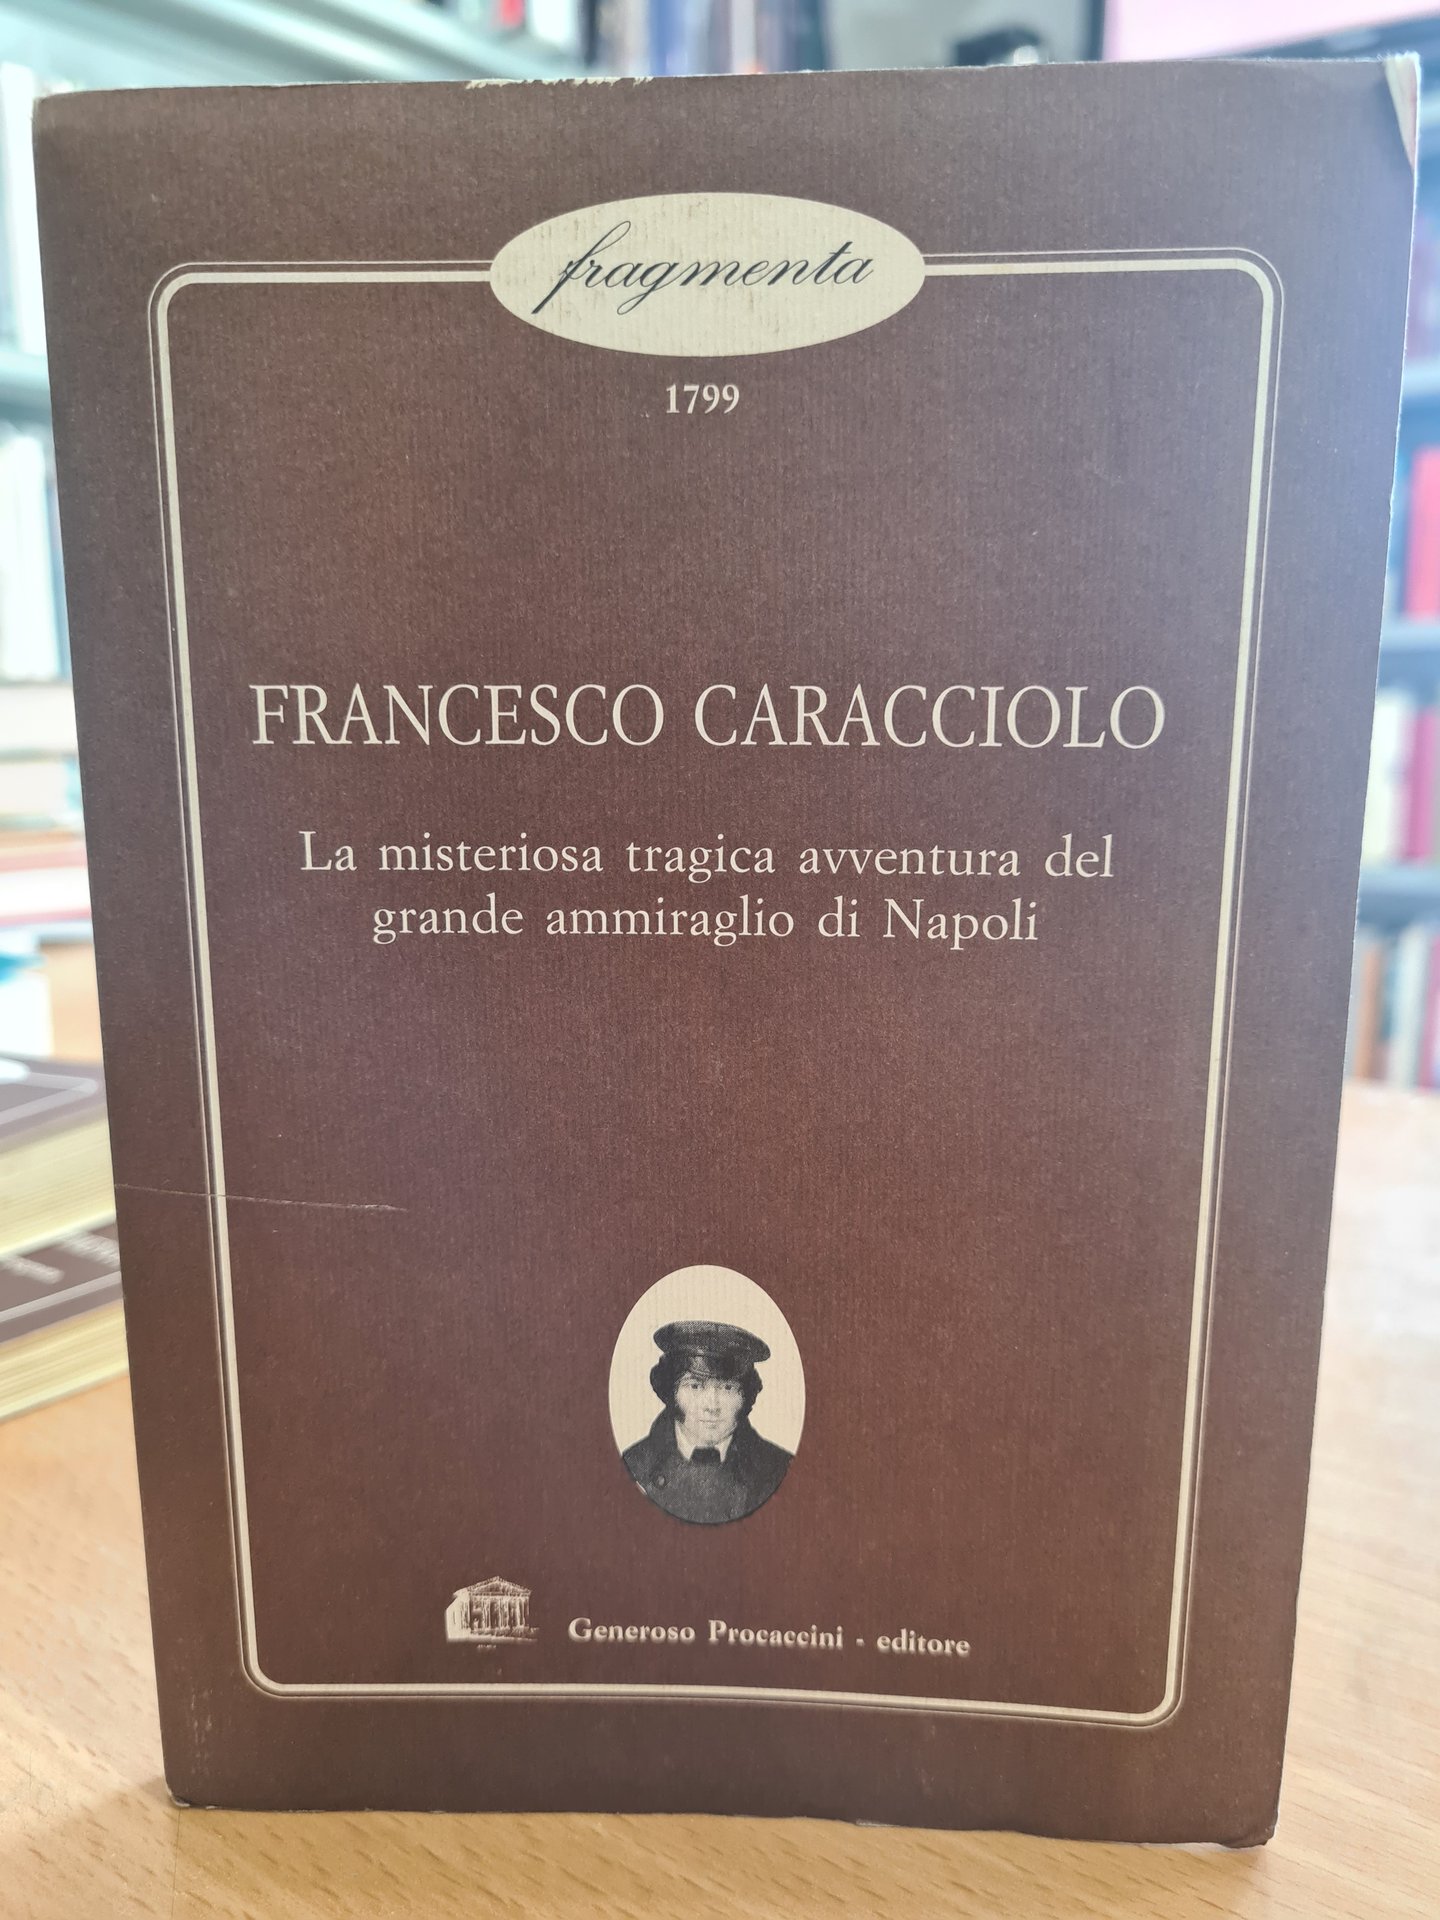 fragmenta
1799
FRANCESCO CARACCIOLO
La misteriosa tragica avventura del
grande ammiraglio di Napoli
Generoso Procaccini - editore